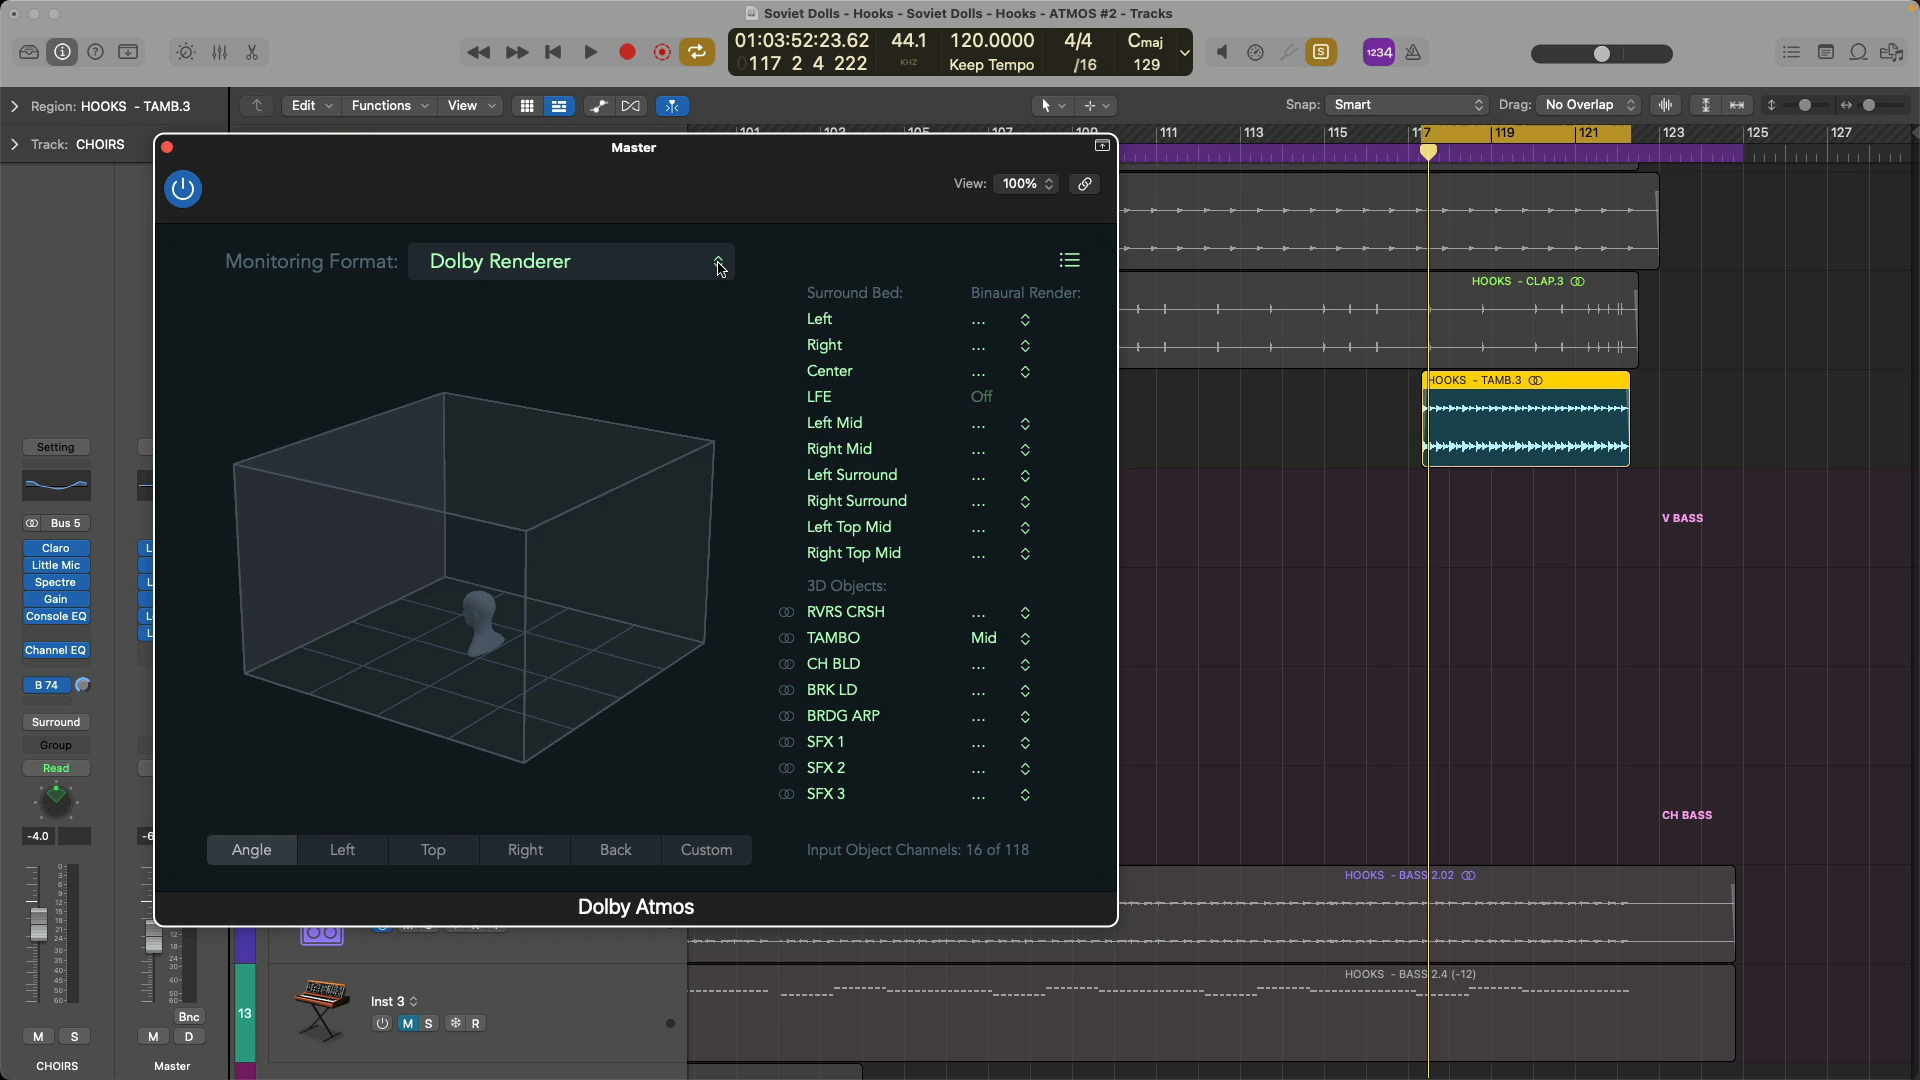 Soviet Dolls - Hooks - Soviet Dolls - Hooks - ATMOS #2 - Tracks
01:03:52:23.62 44.1 120.0000 4/4 Cmaj
0117 2 4 222 KHZ Keep Tempo /16 129
1234
S
Region: HOOKS - TAMB.3
Edit Functions View
Snap: Smart Drag: No Overlap
Track: CHOIRS
101 103 105 107 109 111 113 115 117 119 121 123 125 127
Master
View: 100%
Monitoring Format: Dolby Renderer
Surround Bed: Binaural Render:
Left ...
Right ...
Center ...
LFE Off
Left Mid ...
Right Mid ...
Left Surround ...
Right Surround ...
Left Top Mid ...
Right Top Mid ...
3D Objects:
RVRS CRSH ...
TAMBO Mid
CH BLD ...
BRK LD ...
BRDG ARP ...
SFX 1 ...
SFX 2 ...
SFX 3 ...
Angle Left Top Right Back Custom
Input Object Channels: 16 of 118
Dolby Atmos
HOOKS - CLAP.3
HOOKS - TAMB.3
V BASS
CH BASS
HOOKS - BASS 2.02
HOOKS - BASS 2.4 (-12)
Setting
Bus 5
Claro
Little Mic
Spectre
Gain
Console EQ
Channel EQ
B 74
Surround
Group
Read
-4.0
-6
Bnc
M S M D
CHOIRS Master
13
Inst 3
M S R